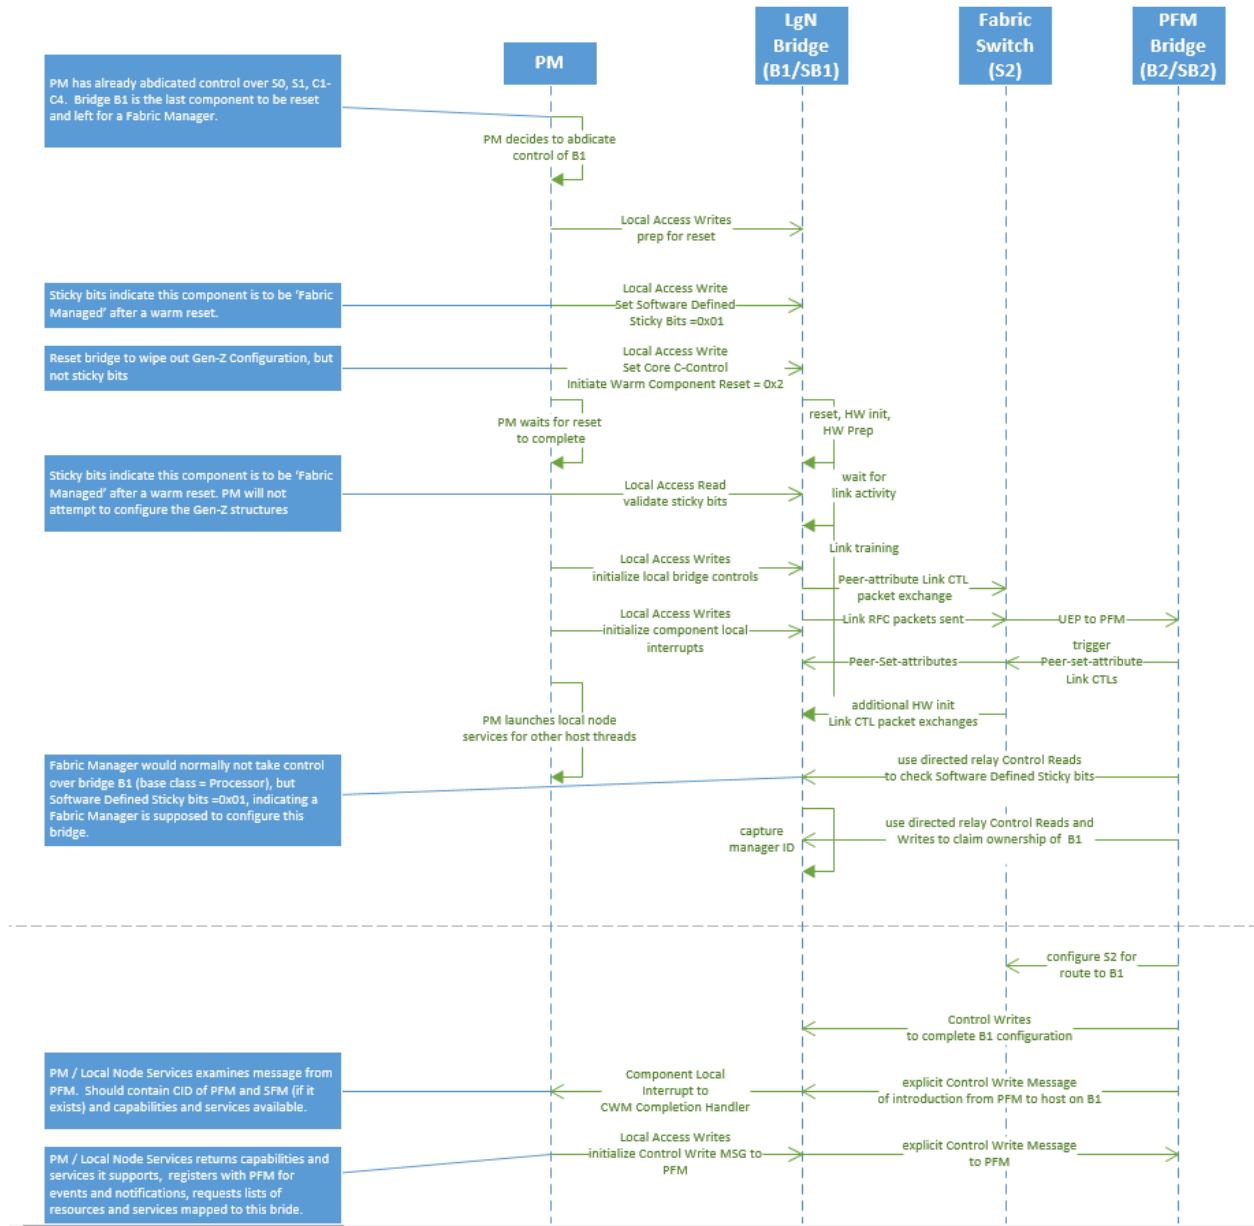 PM
LgN
Bridge
(B1/SB1)
Fabric
Switch
(S2)
PFM
Bridge
(B2/SB2)
PM has already abdicated control over S0, S1, C1-
C4.  Bridge B1 is the last component to be reset
and left for a Fabric Manager.
PM decides to abdicate
control of B1
Local Access Writes
prep for reset
Sticky bits indicate this component is to be ‘Fabric
Managed’ after a warm reset.
Local Access Write
Set Software Defined
Sticky Bits =0x01
Reset bridge to wipe out Gen-Z Configuration, but
not sticky bits
Local Access Write
Set Core C-Control
Initiate Warm Component Reset = 0x2
PM waits for reset
to complete
reset, HW init,
HW Prep
Sticky bits indicate this component is to be ‘Fabric
Managed’ after a warm reset. PM will not
attempt to configure the Gen-Z structures
Local Access Read
validate sticky bits
wait for
link activity
Link training
Local Access Writes
initialize local bridge controls
Peer-attribute Link CTL
packet exchange
Local Access Writes
initialize component local
interrupts
Link RFC packets sent
UEP to PFM
Peer-Set-attributes
trigger
Peer-set-attribute
Link CTLs
PM launches local node
services for other host threads
additional HW init
Link CTL packet exchanges
Fabric Manager would normally not take control
over bridge B1 (base class = Processor), but
Software Defined Sticky bits =0x01, indicating a
Fabric Manager is supposed to configure this
bridge.
use directed relay Control Reads
to check Software Defined Sticky bits
capture
manager ID
use directed relay Control Reads and
Writes to claim ownership of  B1
configure S2 for
route to B1
Control Writes
to complete B1 configuration
PM / Local Node Services examines message from
PFM.  Should contain CID of PFM and SFM (if it
exists) and capabilities and services available.
Component Local
Interrupt to
CWM Completion Handler
explicit Control Write Message
of introduction from PFM to host on B1
PM / Local Node Services returns capabilities and
services it supports,  registers with PFM for
events and notifications, requests lists of
resources and services mapped to this bride.
Local Access Writes
initialize Control Write MSG to
PFM
explicit Control Write Message
to PFM